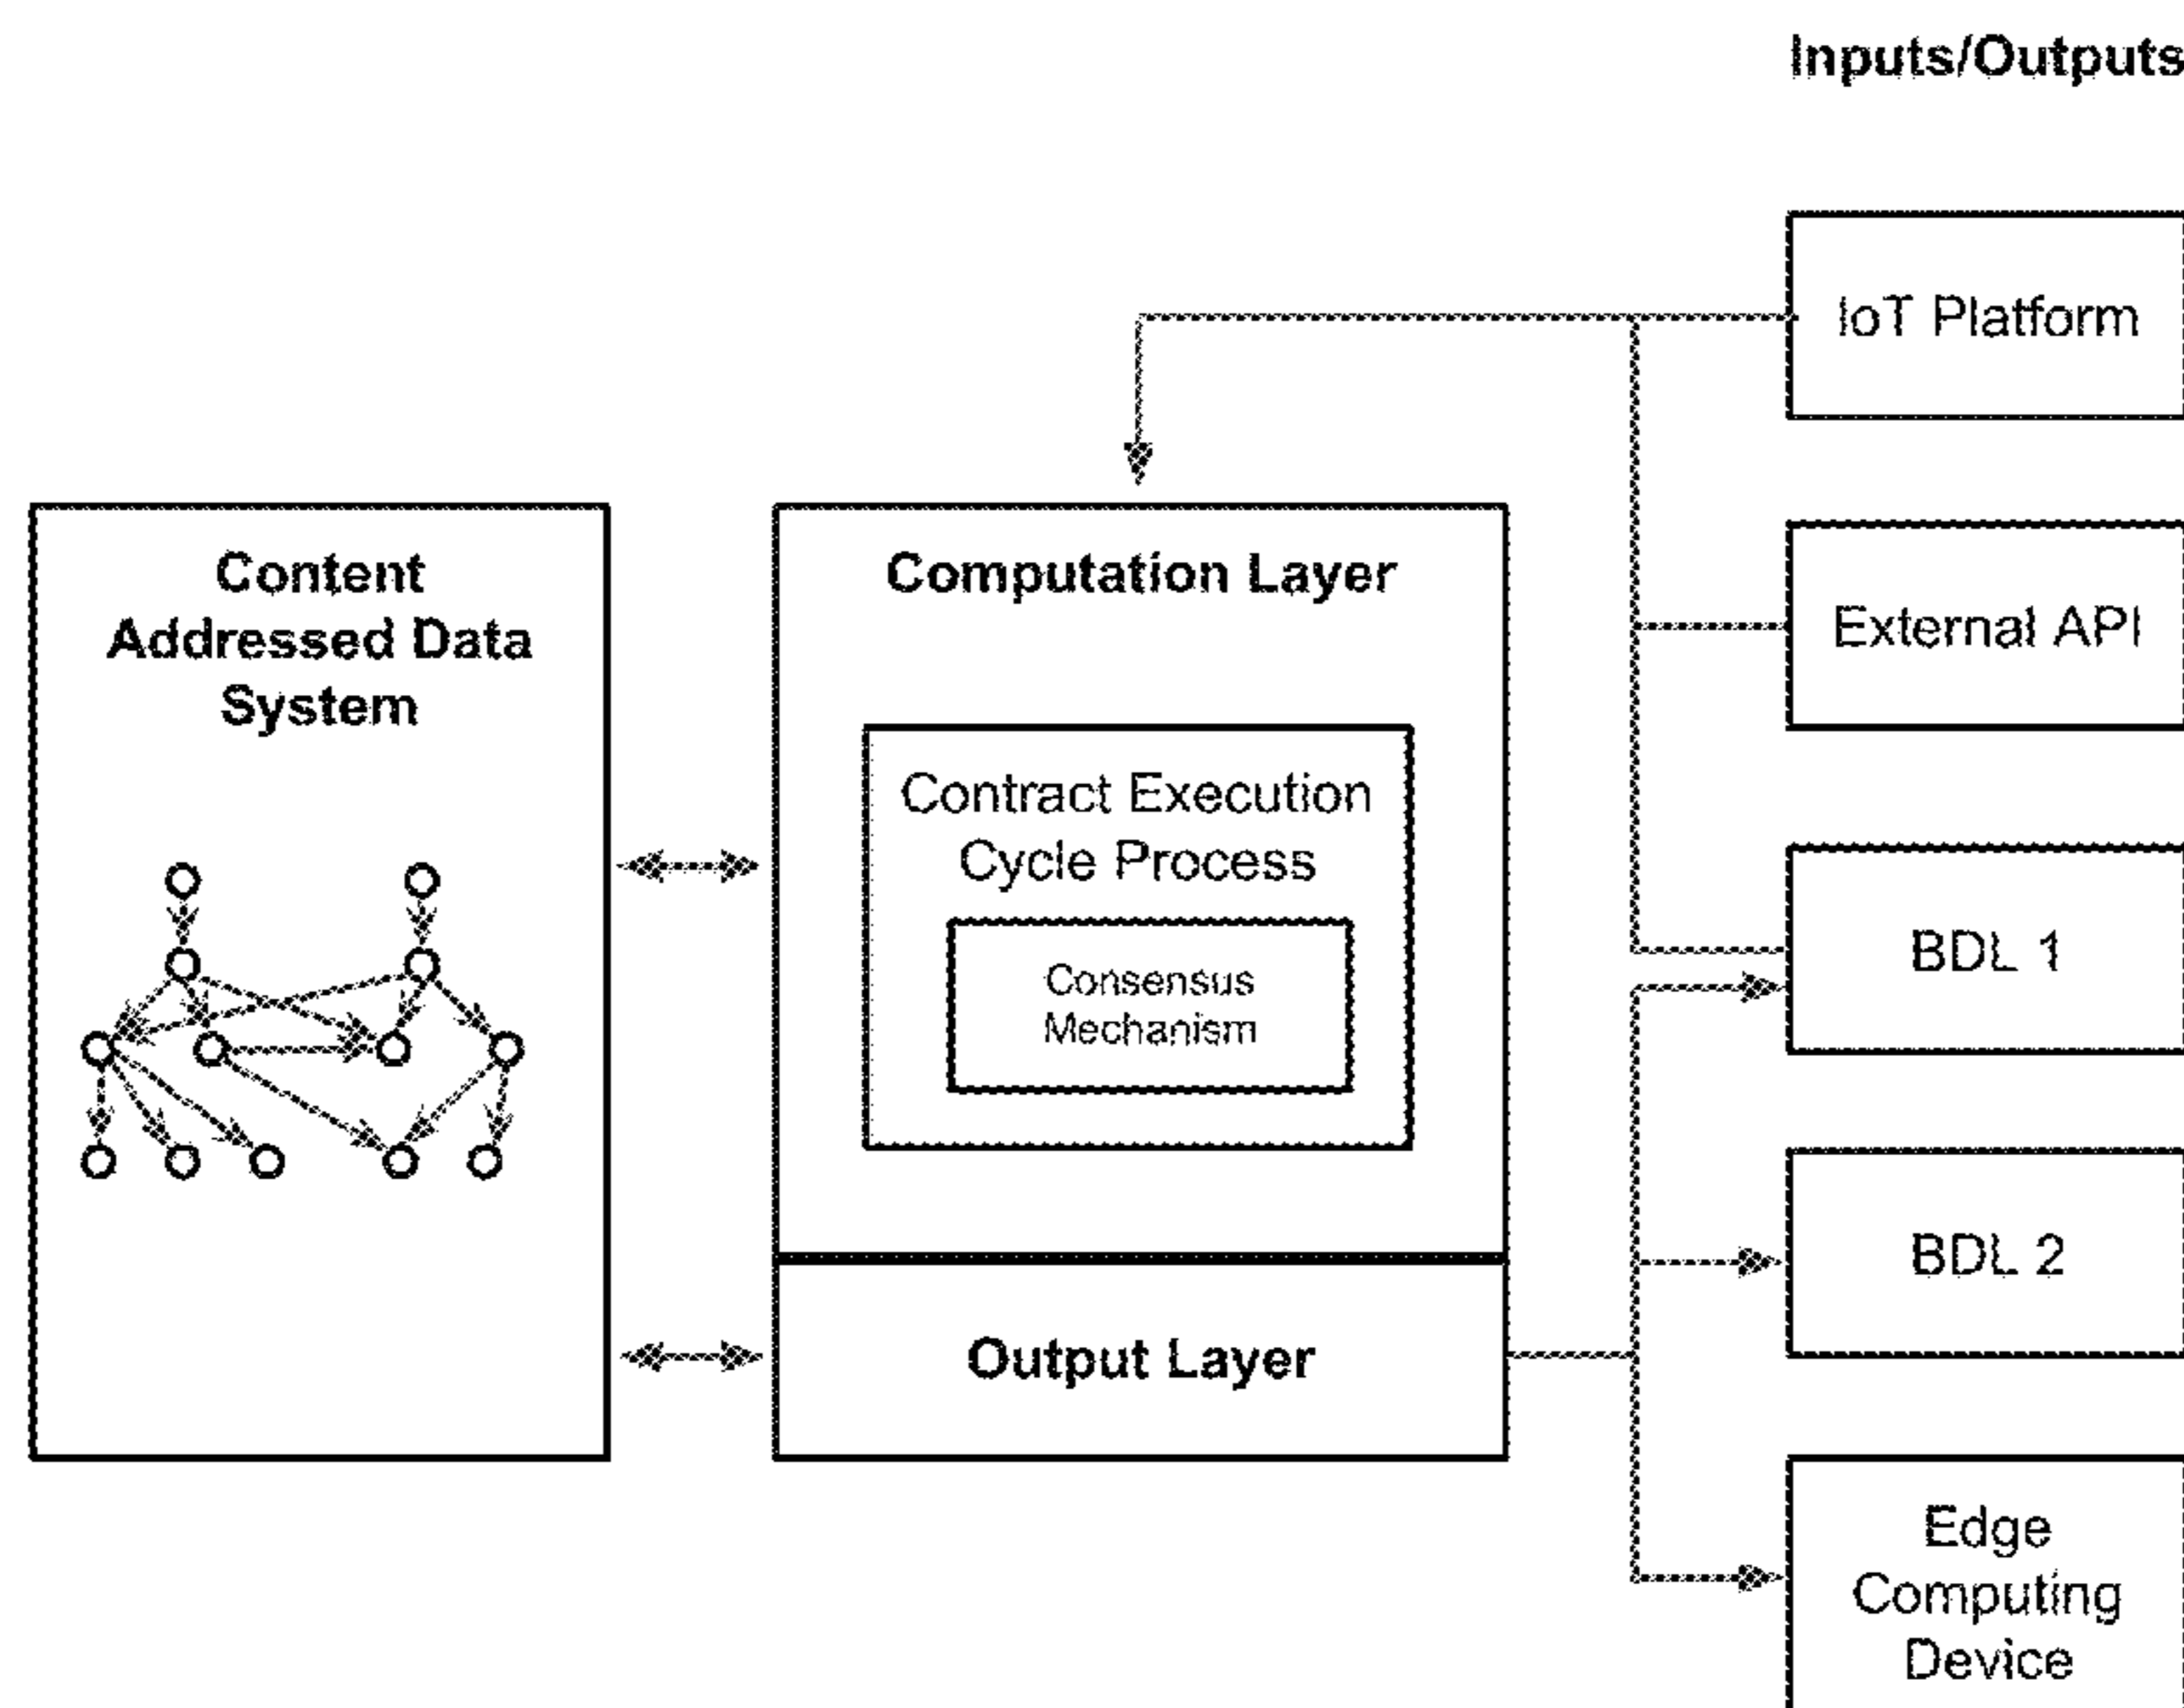 Inputs/Outputs
IoT Platform
Content
Addressed Data
System
Computation Layer
External API
Contract Execution
Cycle Process
Consensus
Mechanism
BDL 1
BDL 2
Output Layer
Edge
Computing
Device